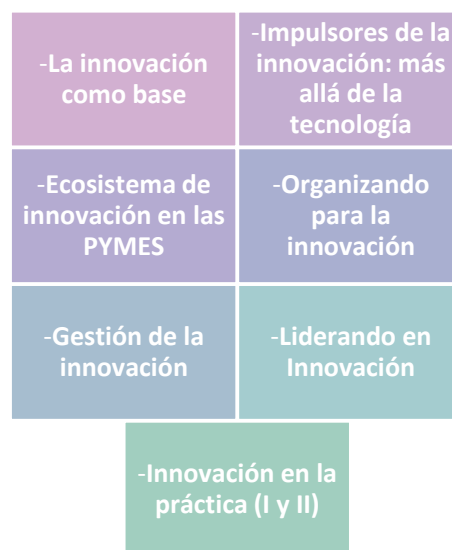 -La innovación
como base
-Impulsores de la
innovación: más
allá de la
tecnología
-Ecosistema de
innovación en las
PYMES
-Organizando
para la
innovación
-Gestión de la
innovación
-Liderando en
Innovación
-Innovación en la
práctica (I y II)